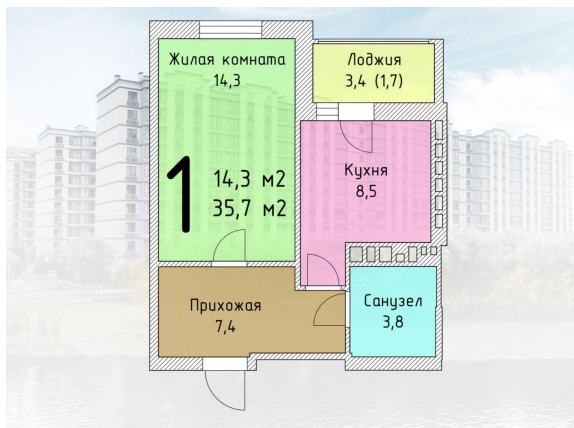 Жилая комната
14,3
Лоджия
3,4 (1,7)
1
14,3 м2
35,7 м2
Кухня
8,5
Прихожая
7,4
Санузел
3,8